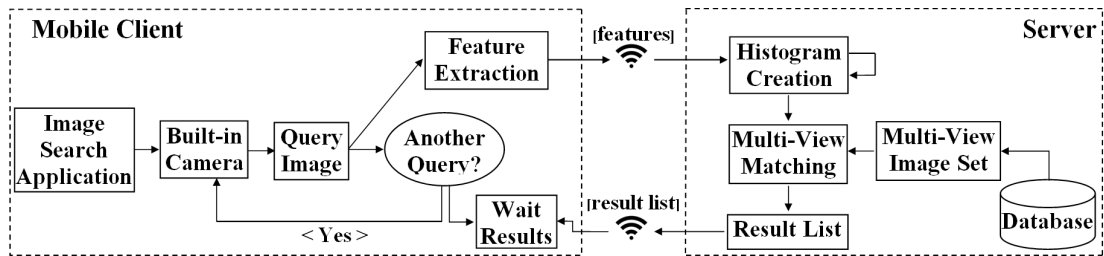 Mobile Client
Server
[features]
Feature
Extraction
Histogram
Creation
Image
Search
Application
Built-in
Camera
Query
Image
Another
Query?
Multi-View
Matching
Multi-View
Image Set
Database
< Yes >
Wait
Results
[result list]
Result List